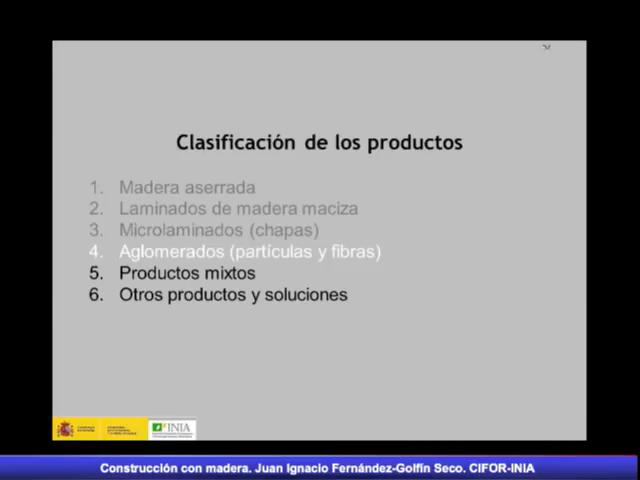 Clasificación de los productos
1. Madera aserrada
2. Laminados de madera maciza
3. Microlaminados (chapas)
4. Aglomerados (partículas y fibras)
5. Productos mixtos
6. Otros productos y soluciones
INIA
Construcción con madera. Juan Ignacio Fernández-Golfín Seco. CIFOR-INIA